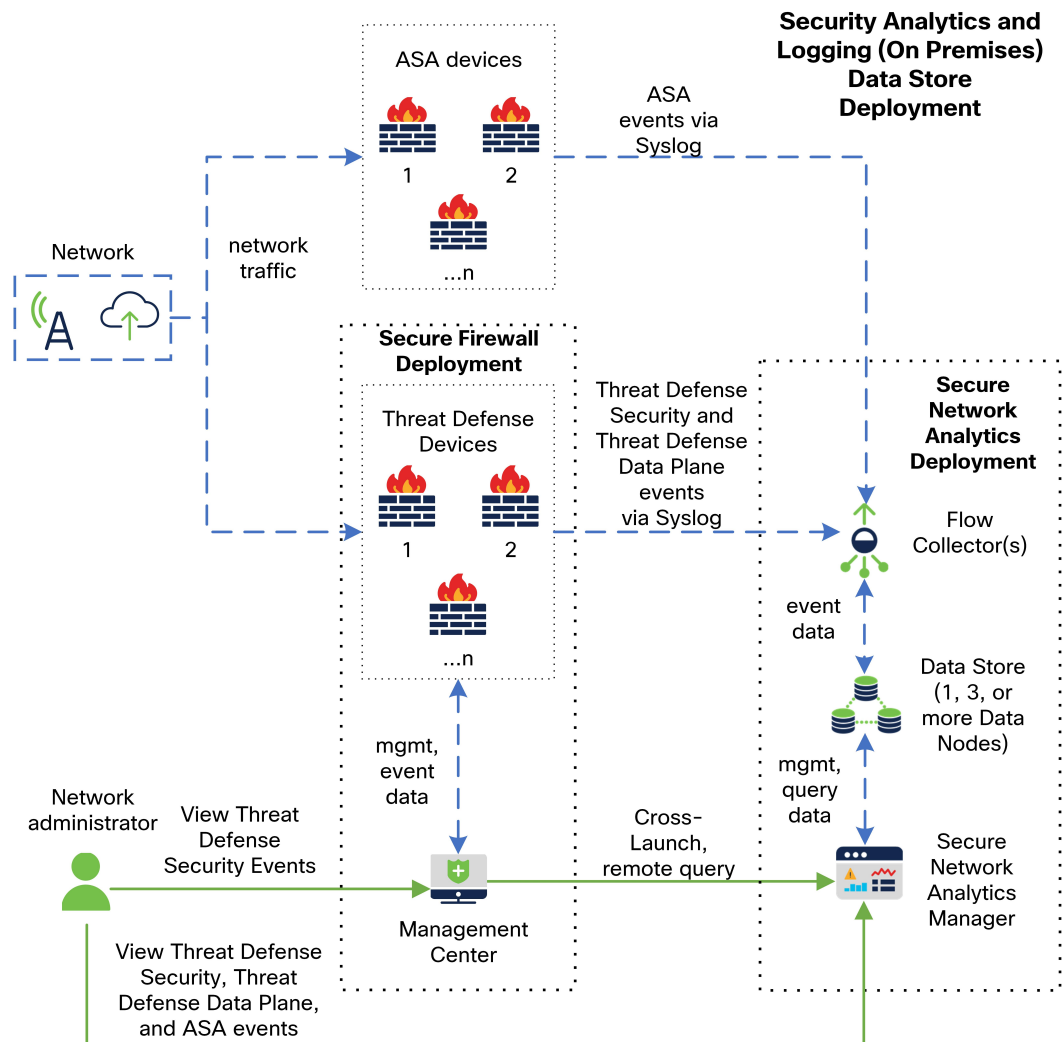 Security Analytics and
Logging (On Premises)
Data Store
Deployment
ASA devices
1
2
...n
ASA
events via
Syslog
Network
network
traffic
Secure Firewall
Deployment
Threat Defense
Devices
1
2
...n
Threat Defense
Security and
Threat Defense
Data Plane
events
via Syslog
Secure
Network
Analytics
Deployment
Flow
Collector(s)
event
data
Data Store
(1, 3, or
more Data
Nodes)
mgmt,
event
data
mgmt,
query
data
Network
administrator
View Threat
Defense
Security Events
Cross-
Launch,
remote query
Secure
Network
Analytics
Manager
Management
Center
View Threat Defense
Security, Threat
Defense Data Plane,
and ASA events